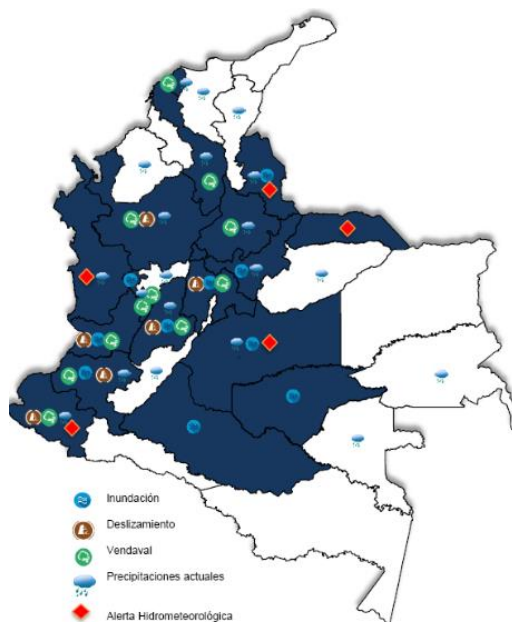 Inundación
Deslizamiento
Vendaval
Precipitaciones actuales
Alerta Hidrometeorológica